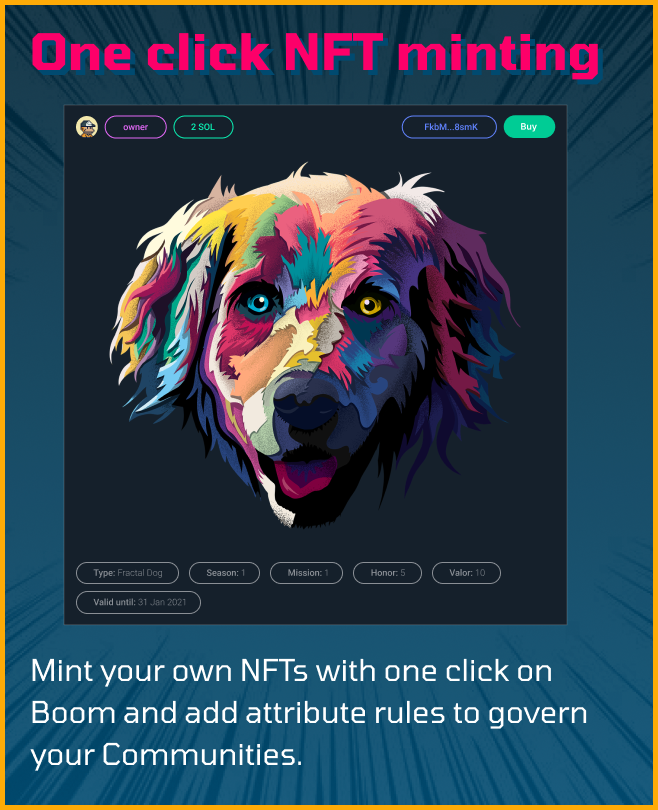 One click NFT minting
owner 2 SOL FkbM...8smK Buy
Type: Fractal Dog Season: 1 Mission: 1 Honor: 5 Valor: 10
Valid until: 31 Jan 2021
Mint your own NFTs with one click on
Boom and add attribute rules to govern
your Communities.